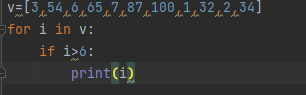 v=[3,54,6,65,7,87,100,1,32,2,34]
for i in v:
    if i>6:
        print(i)